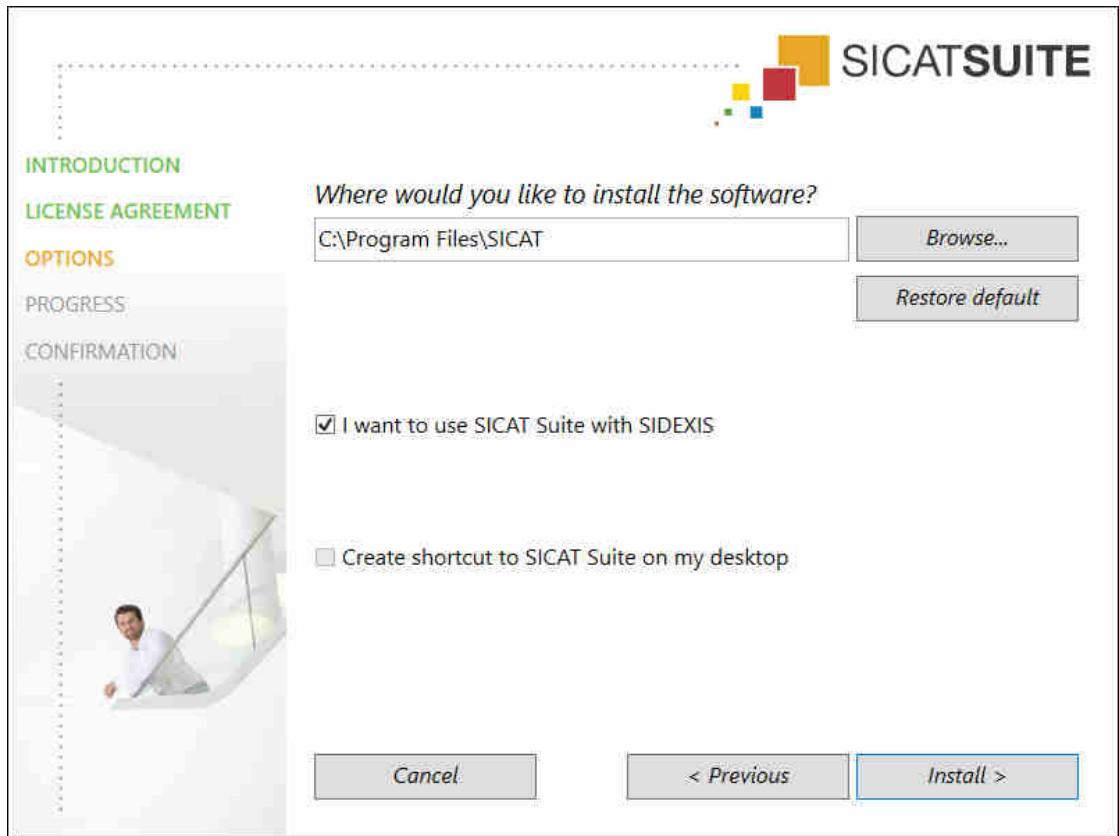 SICATSUITE
INTRODUCTION
LICENSE AGREEMENT
OPTIONS
PROGRESS
CONFIRMATION
Where would you like to install the software?
C:\Program Files\SICAT
Browse...
Restore default
I want to use SICAT Suite with SIDEXIS
Create shortcut to SICAT Suite on my desktop
Cancel
< Previous
Install >